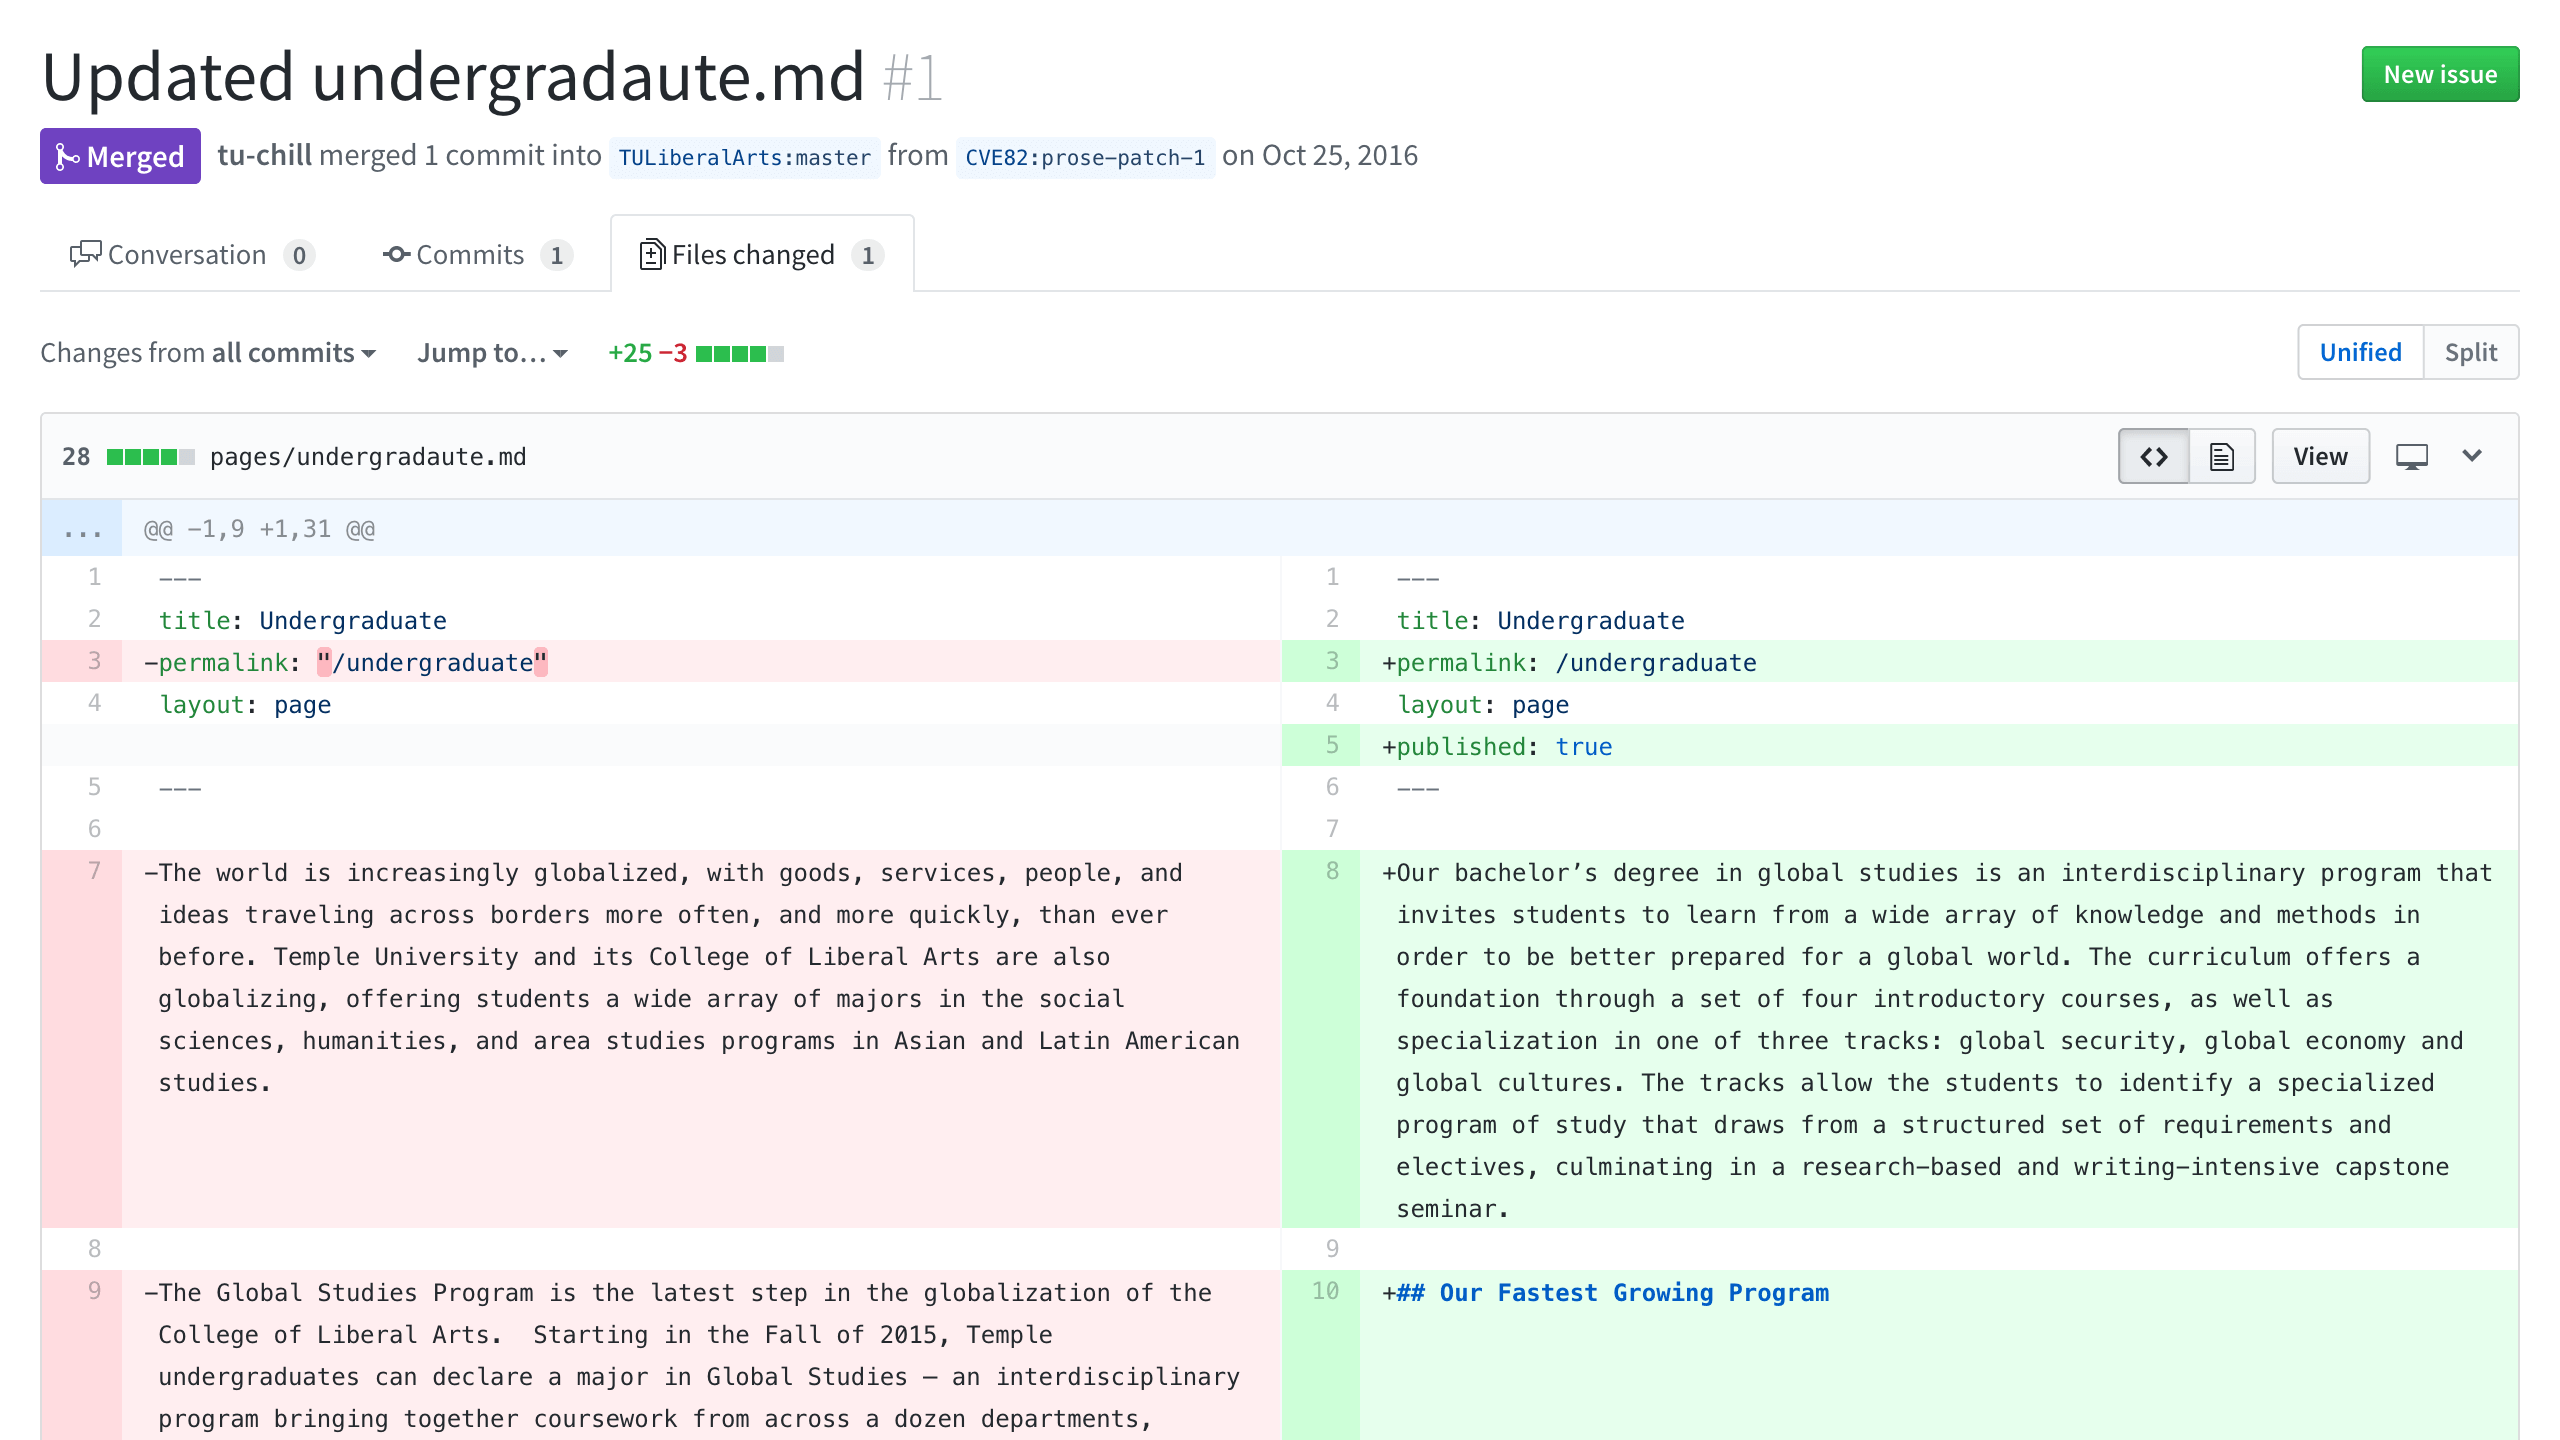 Updated undergradaute.md #1
New issue
Merged tu-chill merged 1 commit into TULiberalArts:master from CVE82:prose-patch-1 on Oct 25, 2016
Conversation 0 Commits 1 Files changed 1
Changes from all commits Jump to… +25 −3
Unified Split
28 pages/undergradaute.md
View
... @@ -1,9 +1,31 @@
1 ---
2 title: Undergraduate
3 -permalink: "/undergraduate"
4 layout: page
5 ---
6
7 -The world is increasingly globalized, with goods, services, people, and
ideas traveling across borders more often, and more quickly, than ever
before. Temple University and its College of Liberal Arts are also
globalizing, offering students a wide array of majors in the social
sciences, humanities, and area studies programs in Asian and Latin American
studies.
8
9 -The Global Studies Program is the latest step in the globalization of the
College of Liberal Arts.  Starting in the Fall of 2015, Temple
undergraduates can declare a major in Global Studies – an interdisciplinary
program bringing together coursework from across a dozen departments,
1 ---
2 title: Undergraduate
3 +permalink: /undergraduate
4 layout: page
5 +published: true
6 ---
7
8 +Our bachelor’s degree in global studies is an interdisciplinary program that
invites students to learn from a wide array of knowledge and methods in
order to be better prepared for a global world. The curriculum offers a
foundation through a set of four introductory courses, as well as
specialization in one of three tracks: global security, global economy and
global cultures. The tracks allow the students to identify a specialized
program of study that draws from a structured set of requirements and
electives, culminating in a research-based and writing-intensive capstone
seminar.
9
10 +## Our Fastest Growing Program